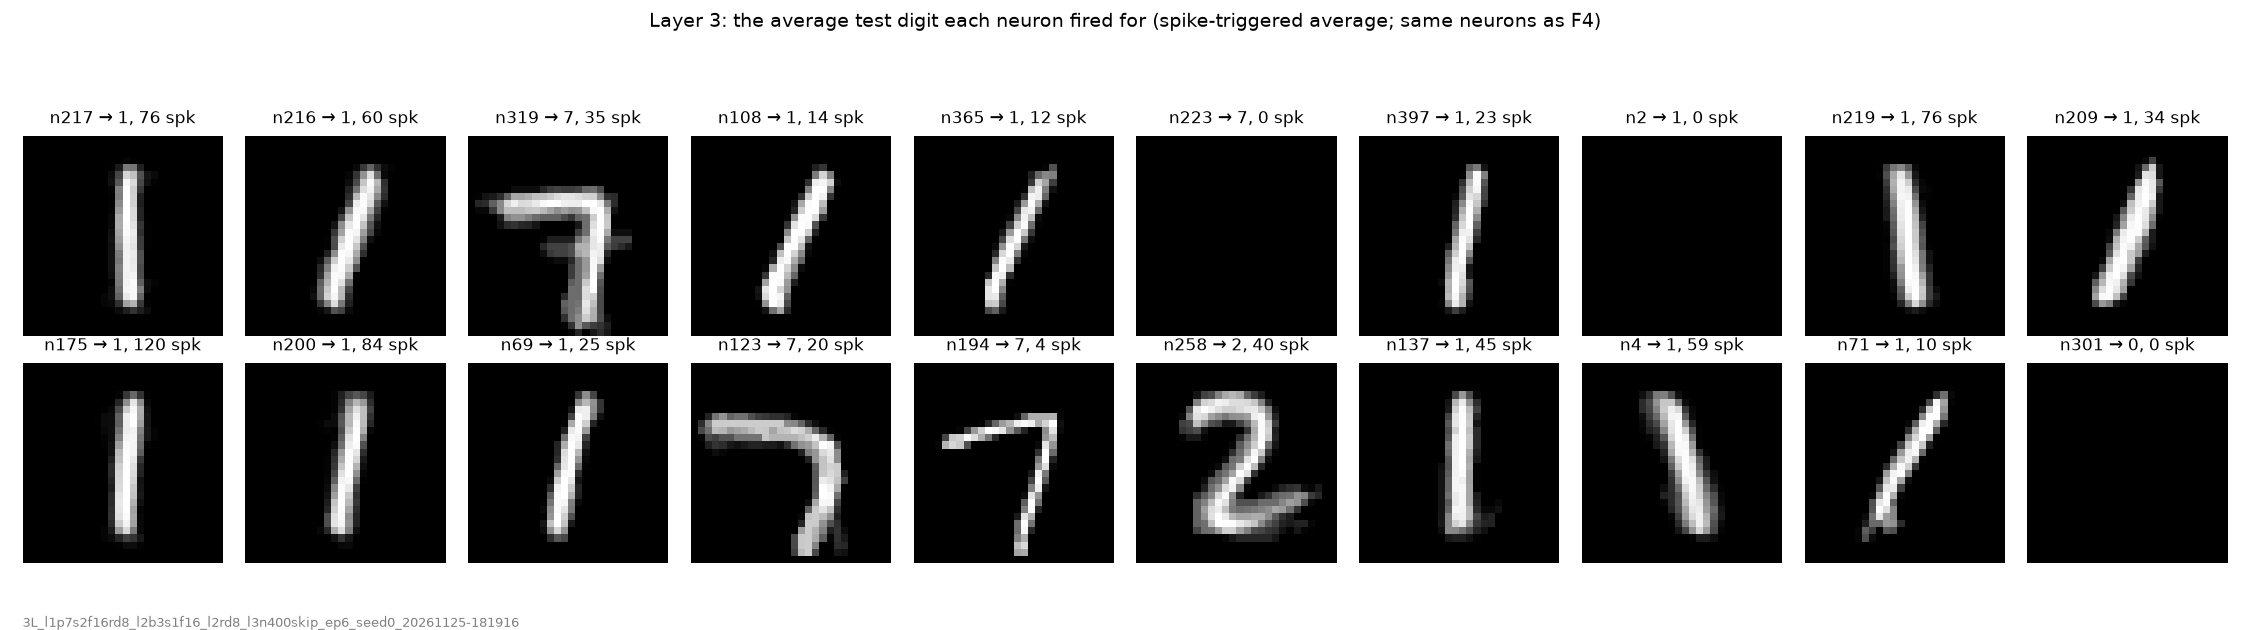 Layer 3: the average test digit each neuron fired for (spike-triggered average; same neurons as F4)
n217 → 1, 76 spk n216 → 1, 60 spk n319 → 7, 35 spk n108 → 1, 14 spk n365 → 1, 12 spk n223 → 7, 0 spk n397 → 1, 23 spk n2 → 1, 0 spk n219 → 1, 76 spk n209 → 1, 34 spk
n175 → 1, 120 spk n200 → 1, 84 spk n69 → 1, 25 spk n123 → 7, 20 spk n194 → 7, 4 spk n258 → 2, 40 spk n137 → 1, 45 spk n4 → 1, 59 spk n71 → 1, 10 spk n301 → 0, 0 spk
3L_l1p7s2f16rd8_l2b3s1f16_l2rd8_l3n400skip_ep6_seed0_20261125-181916